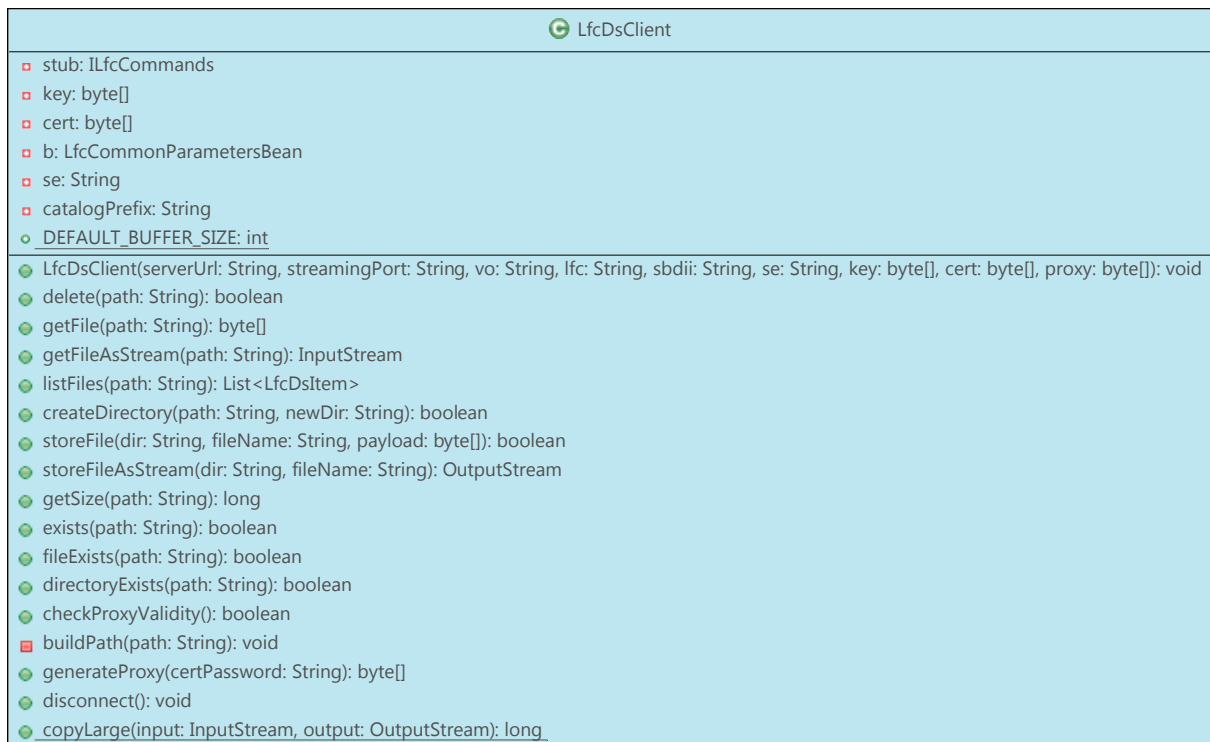 LfcDsClient
stub: ILfcCommands
key: byte[]
cert: byte[]
b: LfcCommonParametersBean
se: String
catalogPrefix: String
DEFAULT_BUFFER_SIZE: int
LfcDsClient(serverUrl: String, streamingPort: String, vo: String, lfc: String, sbdii: String, se: String, key: byte[], cert: byte[], proxy: byte[]): void
delete(path: String): boolean
getFile(path: String): byte[]
getFileAsStream(path: String): InputStream
listFiles(path: String): List<LfcDsItem>
createDirectory(path: String, newDir: String): boolean
storeFile(dir: String, fileName: String, payload: byte[]): boolean
storeFileAsStream(dir: String, fileName: String): OutputStream
getSize(path: String): long
exists(path: String): boolean
fileExists(path: String): boolean
directoryExists(path: String): boolean
checkProxyValidity(): boolean
buildPath(path: String): void
generateProxy(certPassword: String): byte[]
disconnect(): void
copyLarge(input: InputStream, output: OutputStream): long